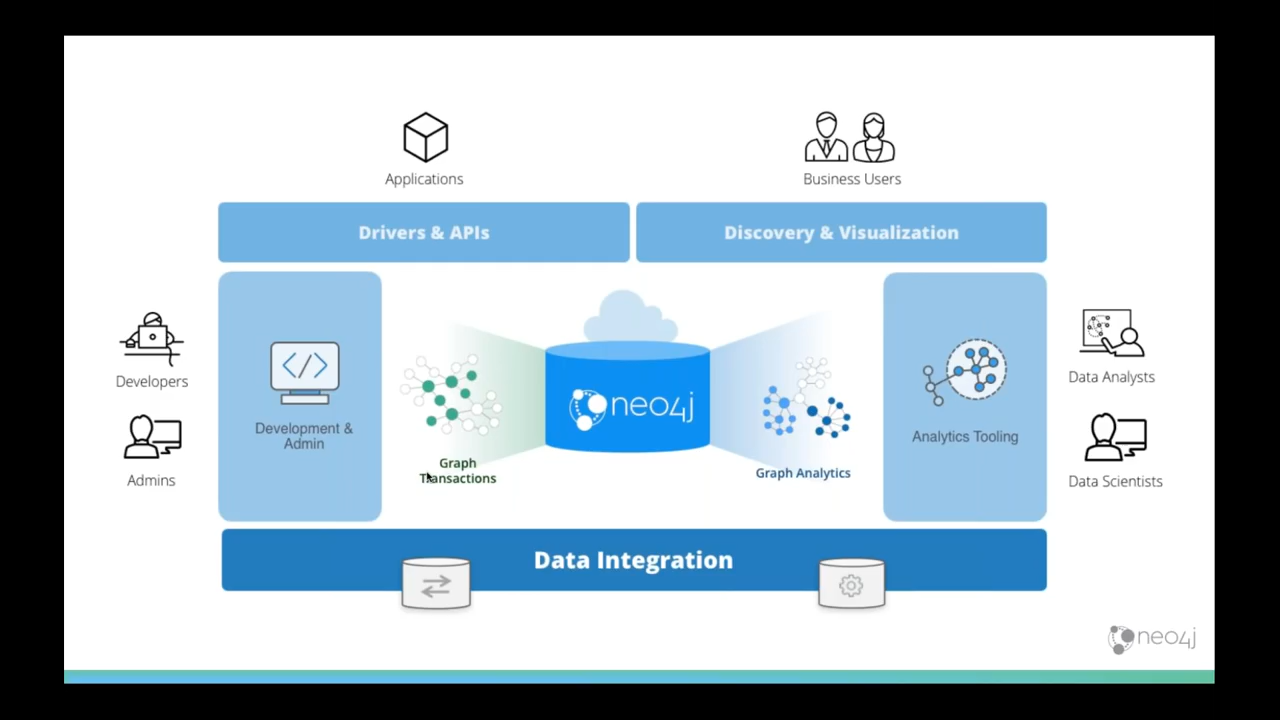 Applications
Business Users
Drivers & APIs
Discovery & Visualization
Developers
Admins
</>
Development &
Admin
Graph
Transactions
neo4j
Graph Analytics
Analytics Tooling
Data Analysts
Data Scientists
Data Integration
neo4j